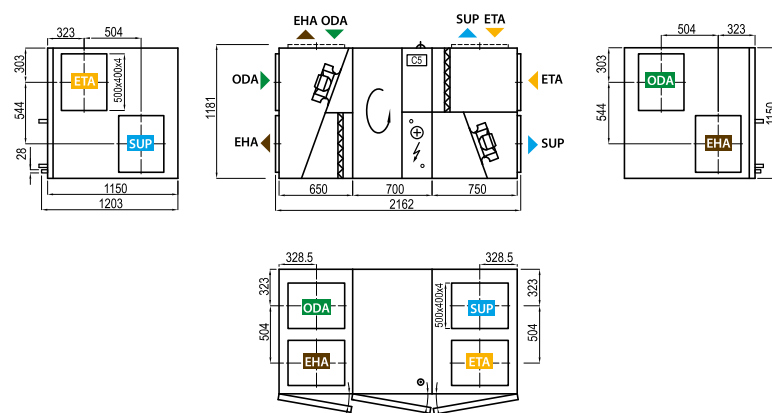 323
504
303
544
28
500x400x4
ETA
SUP
1150
1203
EHA ODA
SUP ETA
C5
ODA
ETA
EHA
SUP
1181
650
700
750
2162
504
323
303
544
ODA
EHA
1150
328.5
328.5
323
504
500x400x4
323
504
ODA
SUP
EHA
ETA